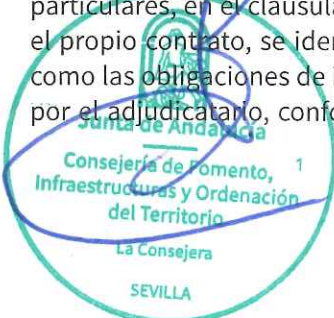 particulares, en el cláusula
el propio contrato, se iden
como las obligaciones de i
por el adjudicatario, confo
Junta de Andalucía
Consejería de Fomento,
Infraestructuras y Ordenación
del Territorio
1
La Consejera
SEVILLA